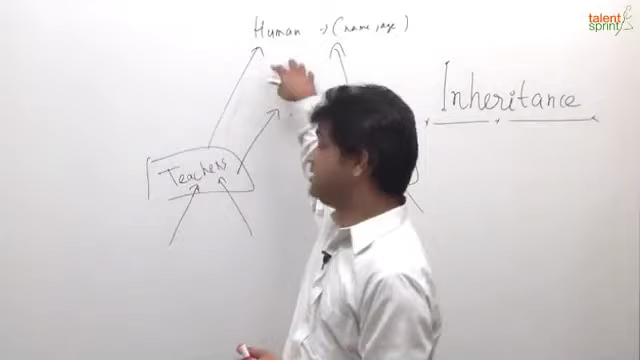 Human → (name, age)
Inheritance
Teachers
talent
sprint